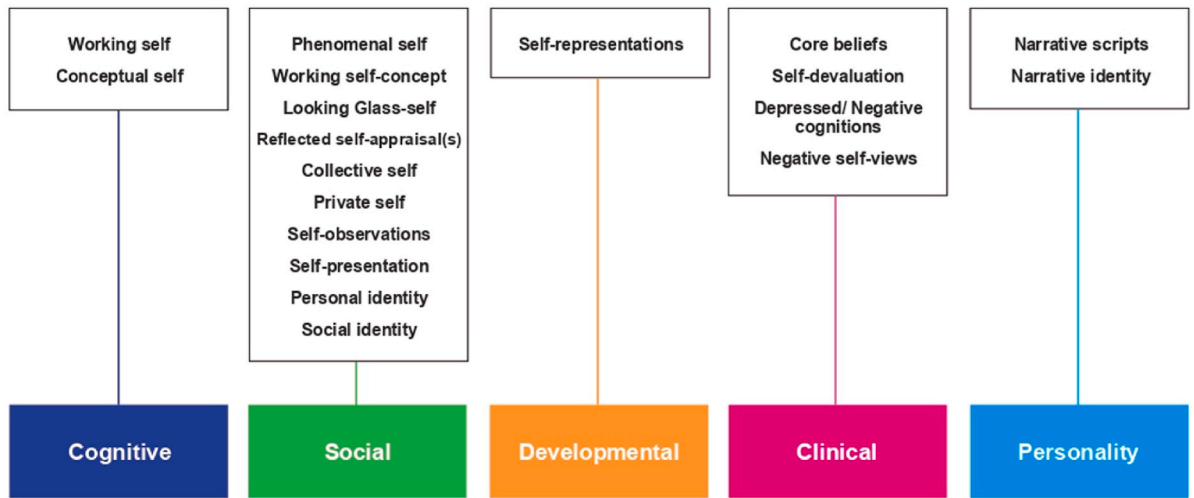 Working self
Conceptual self
Phenomenal self
Working self-concept
Looking Glass-self
Reflected self-appraisal(s)
Collective self
Private self
Self-observations
Self-presentation
Personal identity
Social identity
Self-representations
Core beliefs
Self-devaluation
Depressed/ Negative
cognitions
Negative self-views
Narrative scripts
Narrative identity
Cognitive
Social
Developmental
Clinical
Personality